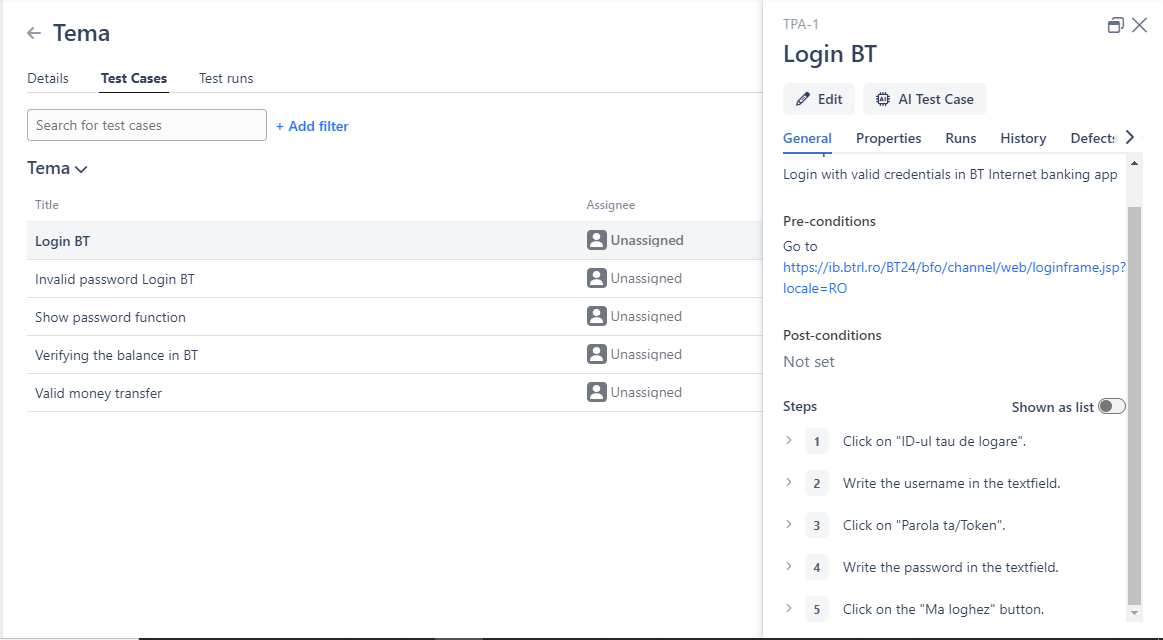 Tema
Details
Test Cases
Test runs
Search for test cases
+ Add filter
Tema
Title
Assignee
Login BT
Unassigned
Invalid password Login BT
Unassigned
Show password function
Unassigned
Verifying the balance in BT
Unassigned
Valid money transfer
Unassigned
TPA-1
Login BT
Edit
AI Test Case
General
Properties
Runs
History
Defects
Login with valid credentials in BT Internet banking app
Pre-conditions
Go to
https://ib.btrl.ro/BT24/bfo/channel/web/loginframe.jsp?
locale=RO
Post-conditions
Not set
Steps
Shown as list
1 Click on "ID-ul tau de logare".
2 Write the username in the textfield.
3 Click on "Parola ta/Token".
4 Write the password in the textfield.
5 Click on the "Ma loghez" button.